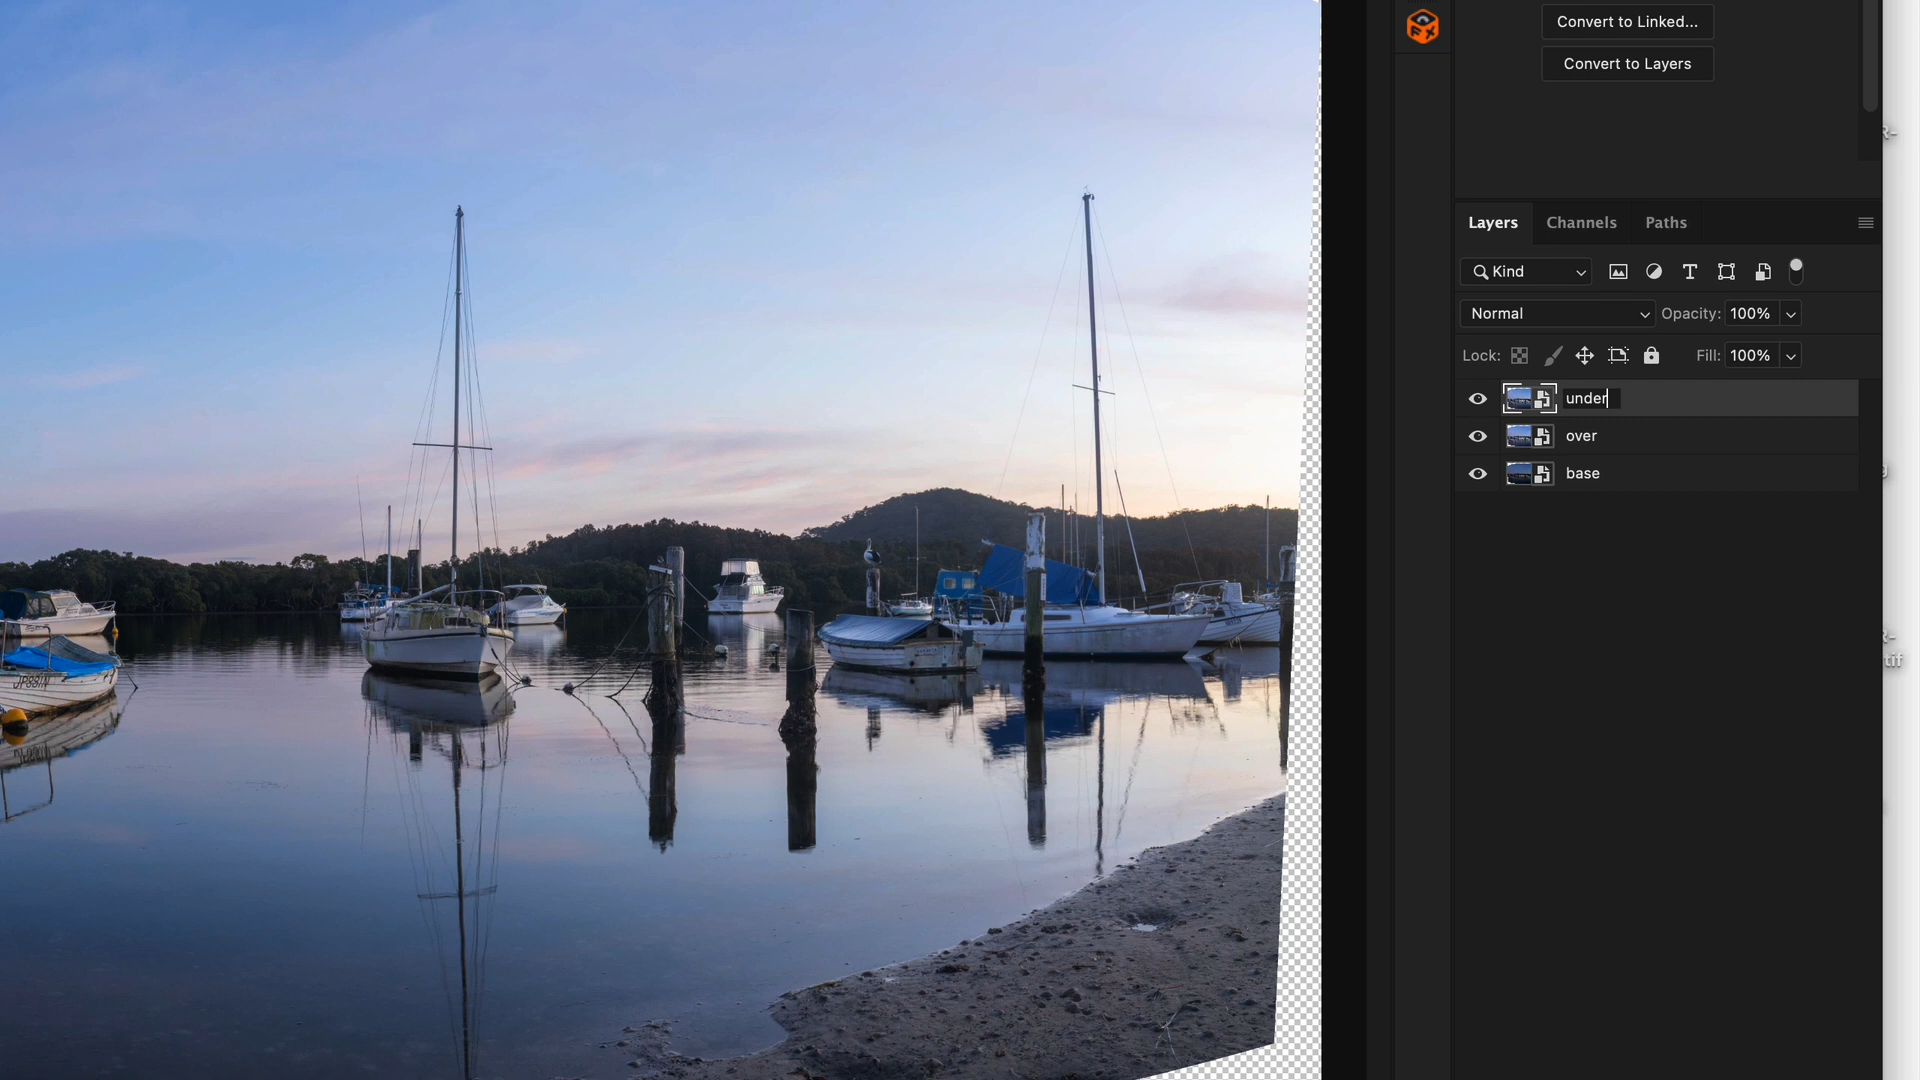 Convert to Linked...
Convert to Layers
R-
Layers Channels Paths
Kind
Normal Opacity: 100%
Lock: Fill: 100%
under
over
base
g
R-
tif